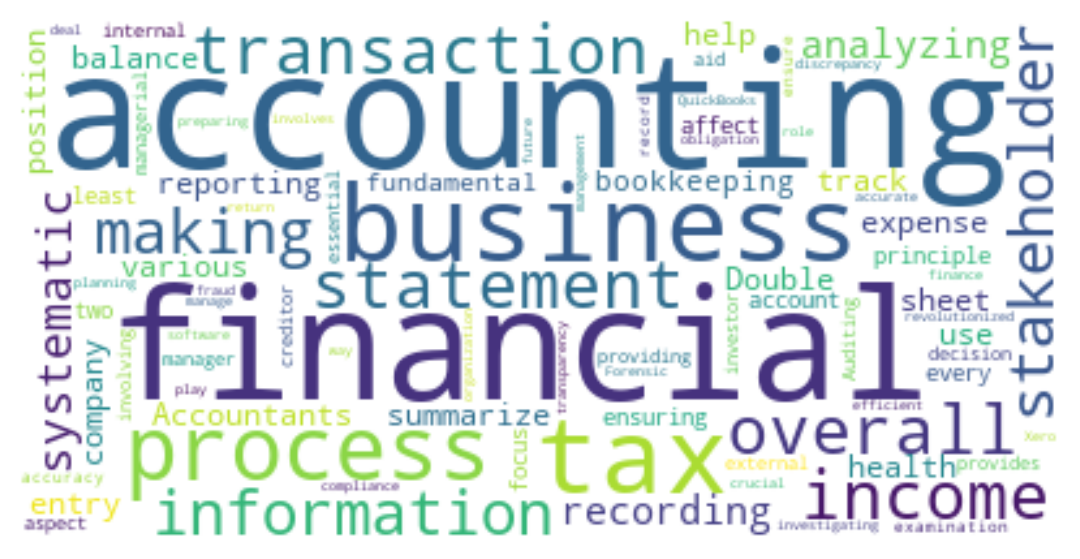 deal
internal
transaction
help
analyzing
balance
aid
discrepancy
ensure
position
managerial
accounting
stakeholder
QuickBooks
preparing
involves
future
record
affect
obligation
role
management
reporting
fundamental
bookkeeping
track
least
essential
accurate
return
systematic
making
business
expense
various
statement
Double
principle
planning
finance
fraud
manage
creditor
account
sheet
two
investor
Auditing
revolutionized
financial
software
involving
company
manager
way
organization
transparency
providing
Forensic
use
decision
every
play
efficient
Accountants
summarize
ensuring
overall
process
tax
focus
Xero
external
health
provides
accuracy
compliance
crucial
income
entry
information
recording
aspect
investigating
examination